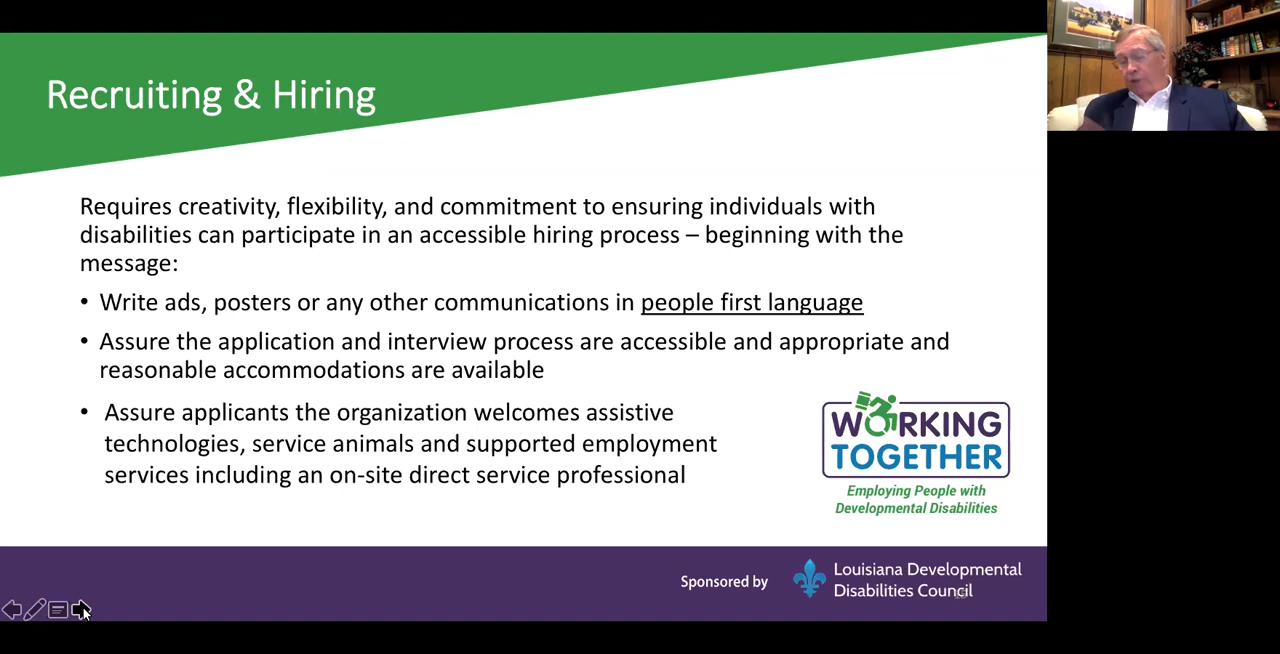 Recruiting & Hiring
Requires creativity, flexibility, and commitment to ensuring individuals with
disabilities can participate in an accessible hiring process – beginning with the
message:
• Write ads, posters or any other communications in people first language
• Assure the application and interview process are accessible and appropriate and
reasonable accommodations are available
• Assure applicants the organization welcomes assistive
technologies, service animals and supported employment
services including an on-site direct service professional
WORKING
TOGETHER
Employing People with
Developmental Disabilities
Sponsored by
Louisiana Developmental
Disabilities Council